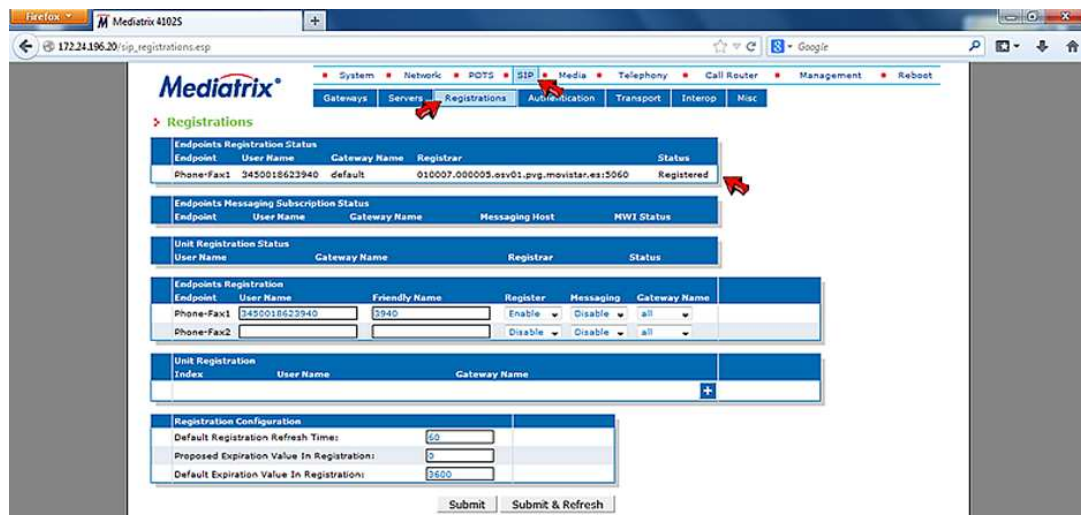 Firefox
Mediatrix 4102S
172.24.196.20/sip_registrations.esp
Google
Mediatrix
System Network POTS SIP Media Telephony Call Router Management Reboot
Gateways Servers Registrations Authentication Transport Interop Misc
Registrations
Endpoints Registration Status
Endpoint User Name Gateway Name Registrar Status
Phone-Fax1 3450018623940 default 010007.000005.osv01.pvg.movistar.es:5060 Registered
Endpoints Messaging Subscription Status
Endpoint User Name Gateway Name Messaging Host MWI Status
Unit Registration Status
User Name Gateway Name Registrar Status
Endpoints Registration
Endpoint User Name Friendly Name Register Messaging Gateway Name
Phone-Fax1 3450018623940 3940 Enable Disable all
Phone-Fax2 Disable Disable all
Unit Registration
Index User Name Gateway Name
+
Registration Configuration
Default Registration Refresh Time: 60
Proposed Expiration Value In Registration: 0
Default Expiration Value In Registration: 3600
Submit Submit & Refresh